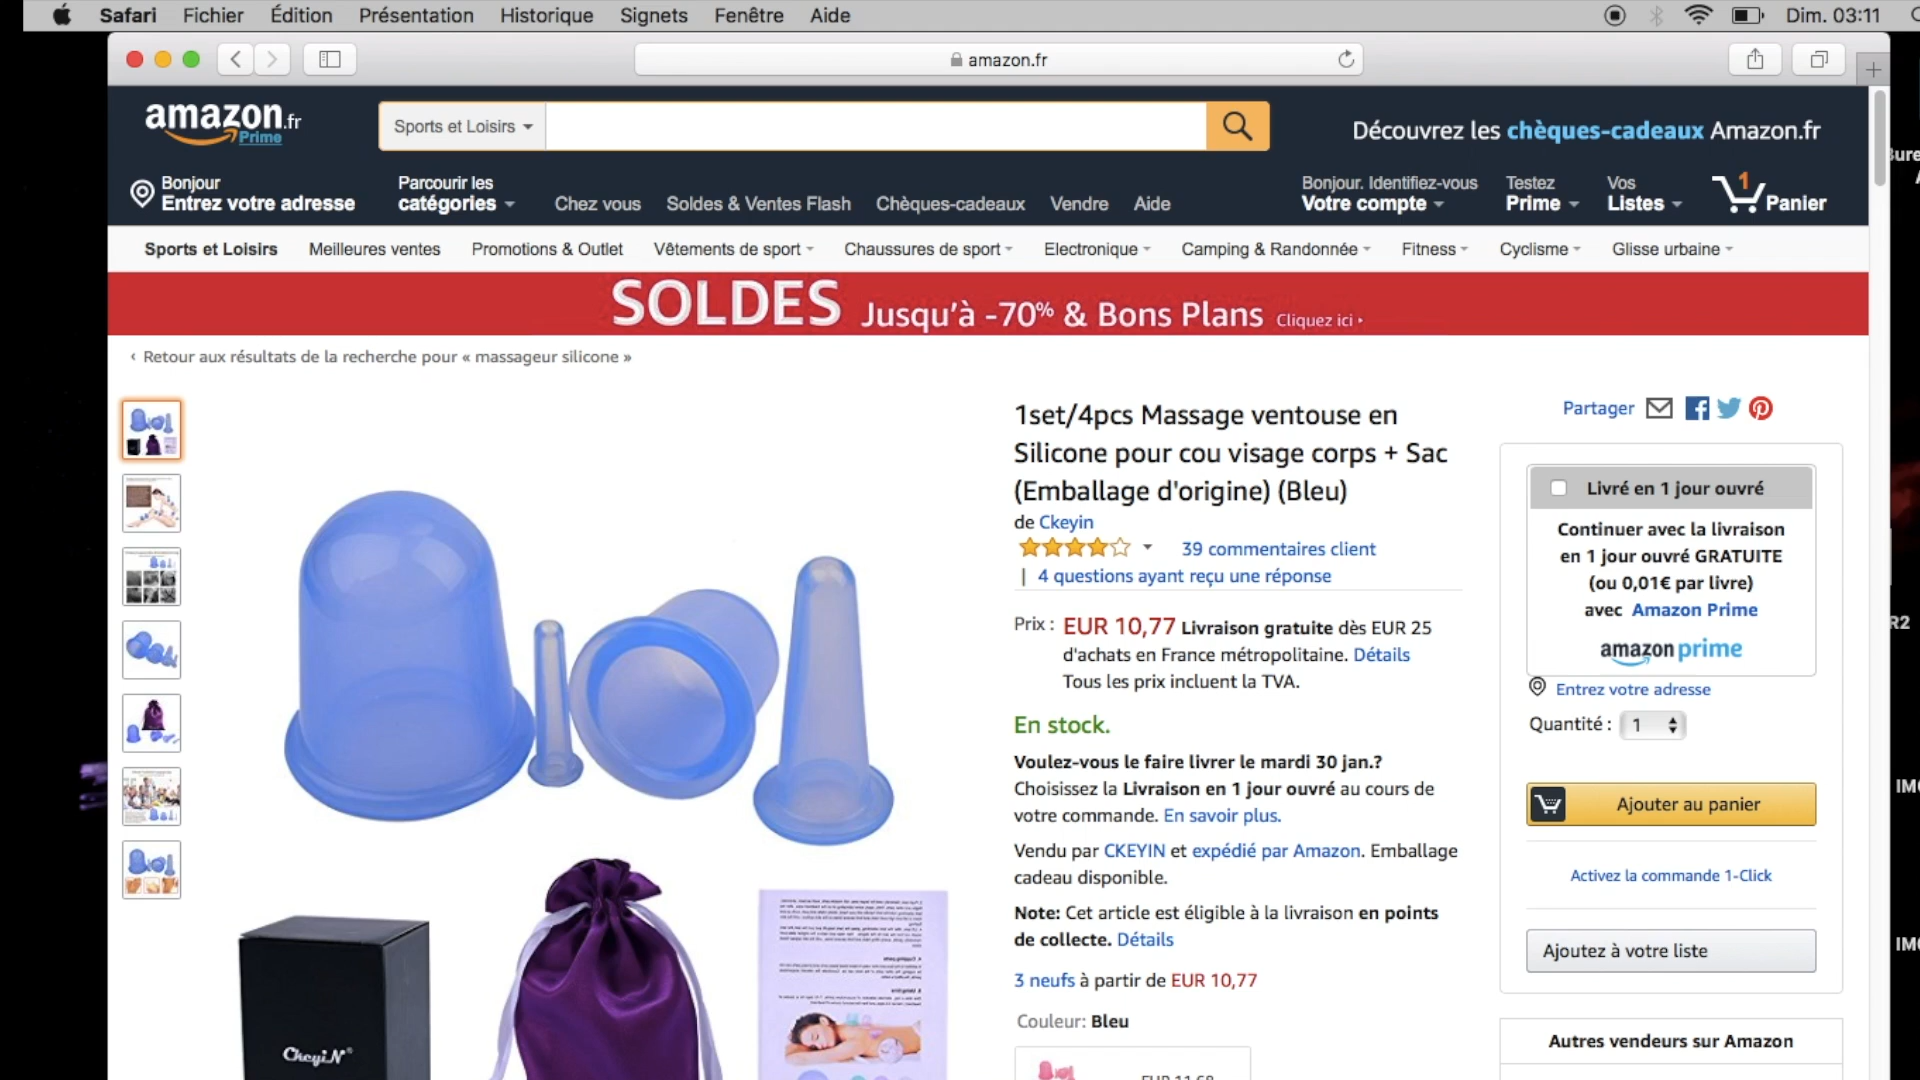 Safari Fichier Édition Présentation Historique Signets Fenêtre Aide Dim. 03:11
amazon.fr
amazon.fr
Prime
Sports et Loisirs
Découvrez les chèques-cadeaux Amazon.fr
Bonjour
Entrez votre adresse
Parcourir les
catégories
Chez vous Soldes & Ventes Flash Chèques-cadeaux Vendre Aide
Bonjour. Identifiez-vous
Votre compte
Testez
Prime
Vos
Listes
1
Panier
Sports et Loisirs Meilleures ventes Promotions & Outlet Vêtements de sport Chaussures de sport Electronique Camping & Randonnée Fitness Cyclisme Glisse urbaine
SOLDES Jusqu'à -70% & Bons Plans Cliquez ici
‹ Retour aux résultats de la recherche pour « massageur silicone »
1set/4pcs Massage ventouse en
Silicone pour cou visage corps + Sac
(Emballage d'origine) (Bleu)
de Ckeyin
39 commentaires client
| 4 questions ayant reçu une réponse
Prix : EUR 10,77 Livraison gratuite dès EUR 25
d'achats en France métropolitaine. Détails
Tous les prix incluent la TVA.
En stock.
Voulez-vous le faire livrer le mardi 30 jan.?
Choisissez la Livraison en 1 jour ouvré au cours de
votre commande. En savoir plus.
Vendu par CKEYIN et expédié par Amazon. Emballage
cadeau disponible.
Note: Cet article est éligible à la livraison en points
de collecte. Détails
3 neufs à partir de EUR 10,77
Couleur: Bleu
EUR 11,68
Partager
Livré en 1 jour ouvré
Continuer avec la livraison
en 1 jour ouvré GRATUITE
(ou 0,01€ par livre)
avec Amazon Prime
amazon prime
Entrez votre adresse
Quantité : 1
Ajouter au panier
Activez la commande 1-Click
Ajoutez à votre liste
Autres vendeurs sur Amazon
CkeyiN®
R2
IM
IM